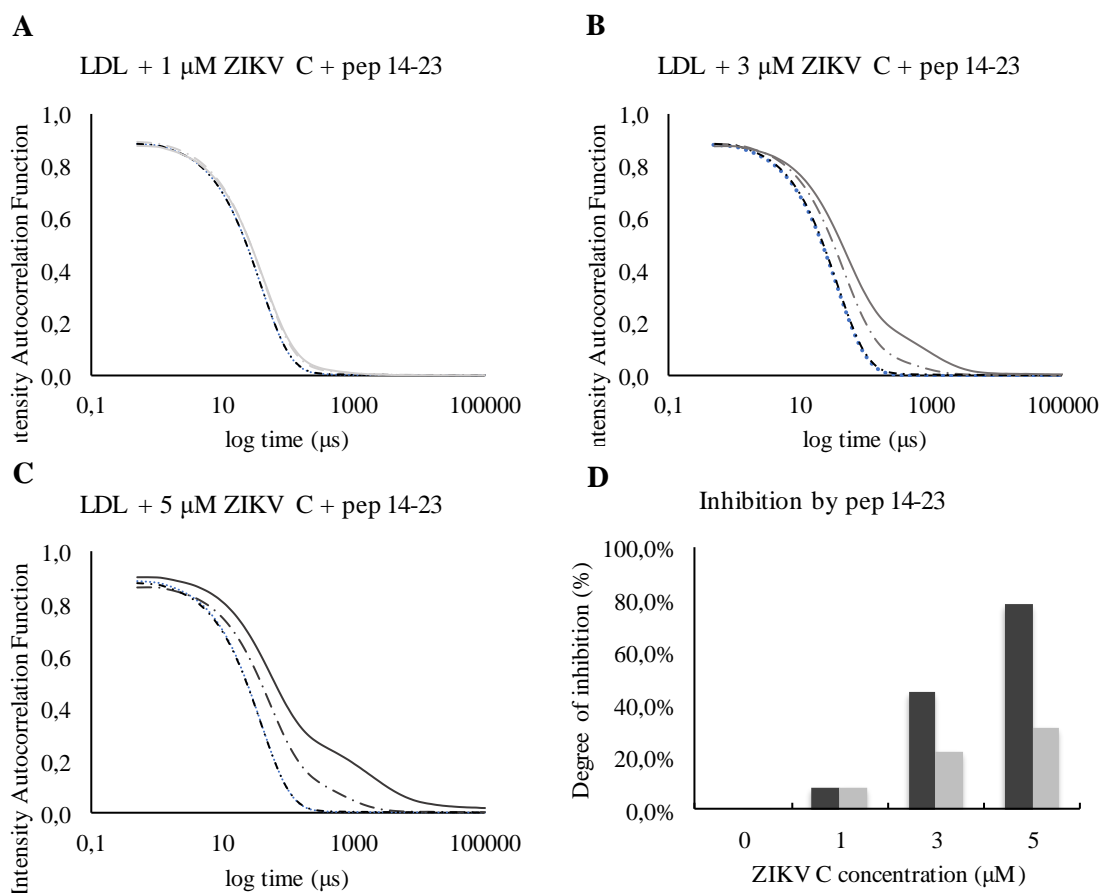 A
LDL + 1 μM ZIKV C + pep 14-23
Intensity Autocorrelation Function
1,0
0,8
0,6
0,4
0,2
0,0
0,1 10 1000 100000
log time (μs)
B
LDL + 3 μM ZIKV C + pep 14-23
Intensity Autocorrelation Function
1,0
0,8
0,6
0,4
0,2
0,0
0,1 10 1000 100000
log time (μs)
C
LDL + 5 μM ZIKV C + pep 14-23
Intensity Autocorrelation Function
1,0
0,8
0,6
0,4
0,2
0,0
0,1 10 1000 100000
log time (μs)
D
Inhibition by pep 14-23
Degree of inhibition (%)
100,0%
80,0%
60,0%
40,0%
20,0%
0,0%
0 1 3 5
ZIKV C concentration (μM)